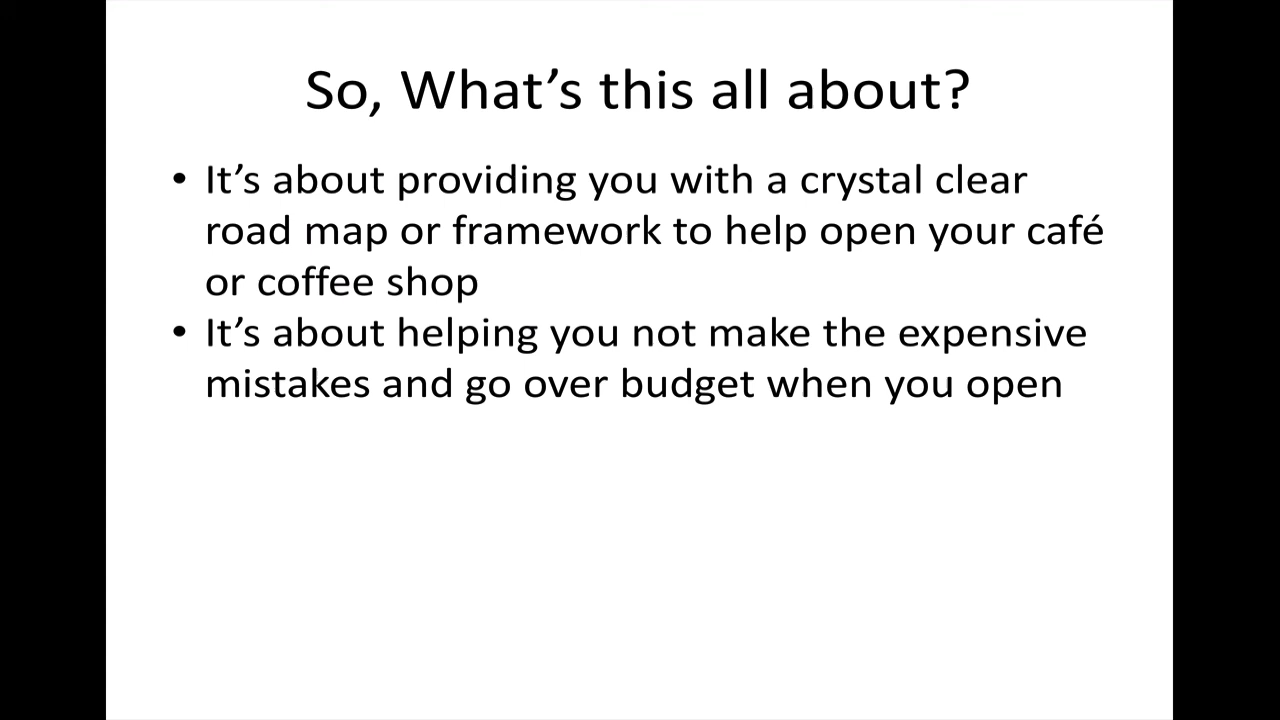 So, What’s this all about?
• It’s about providing you with a crystal clear
road map or framework to help open your café
or coffee shop
• It’s about helping you not make the expensive
mistakes and go over budget when you open